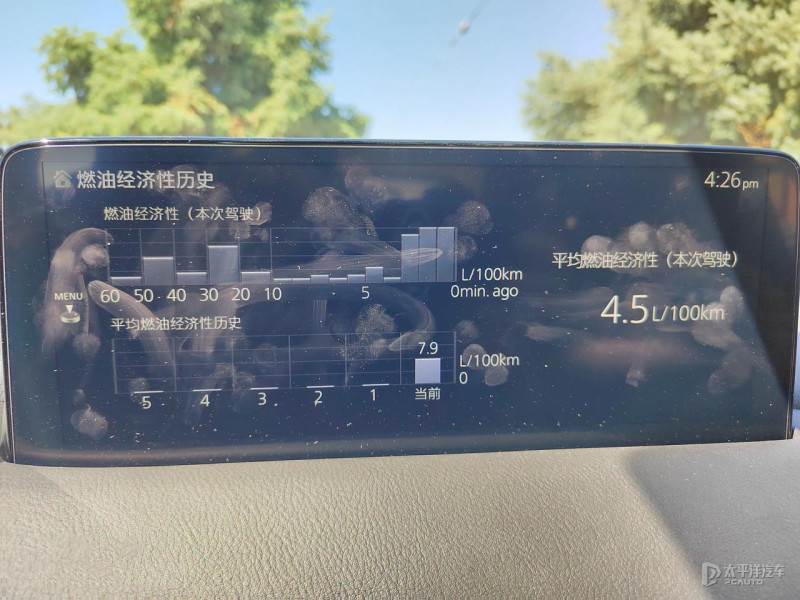 燃油经济性历史
4:26pm
燃油经济性（本次驾驶）
L/100km
60 50 40 30 20 10 5 0min. ago
MENU
平均燃油经济性（本次驾驶）
4.5L/100km
平均燃油经济性历史
7.9
L/100km
0
5 4 3 2 1 当前
太平洋汽车
PCAUTO